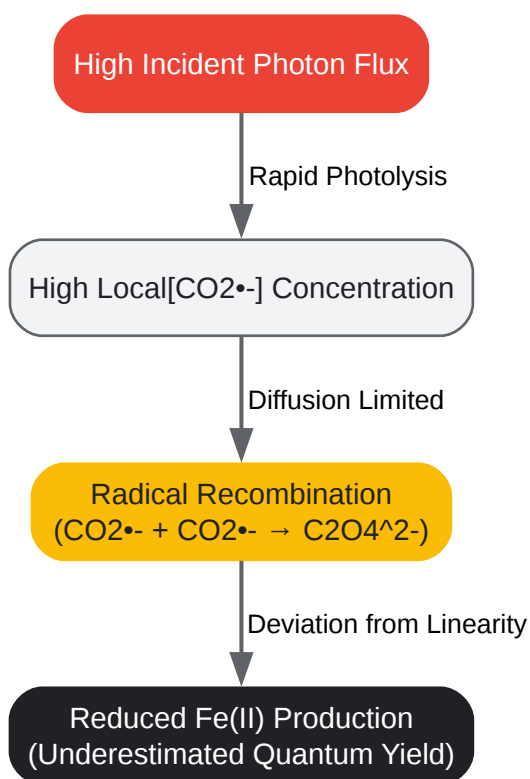 High Incident Photon Flux
Rapid Photolysis
High Local[CO2•-] Concentration
Diffusion Limited
Radical Recombination
(CO2•- + CO2•- → C2O4^2-)
Deviation from Linearity
Reduced Fe(II) Production
(Underestimated Quantum Yield)